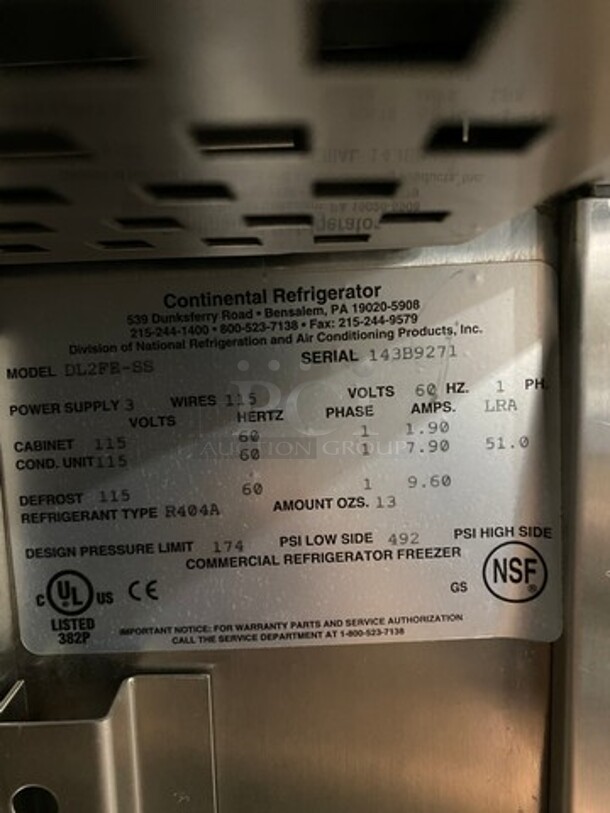 Continental Refrigerator
539 Dunksferry Road • Bensalem, PA 19020-5908
215-244-1400 • 800-523-7138 • Fax: 215-244-9579
Division of National Refrigeration and Air Conditioning Products, Inc.
MODEL DL2FE-SS SERIAL 143B9271
POWER SUPPLY 3 WIRES 115 VOLTS 60 HZ. 1 PH.
VOLTS HERTZ PHASE AMPS. LRA
CABINET 115 60 1 1.90
COND. UNIT 115 60 1 7.90 51.0
DEFROST 115 60 1 9.60
REFRIGERANT TYPE R404A AMOUNT OZS. 13
DESIGN PRESSURE LIMIT 174 PSI LOW SIDE 492 PSI HIGH SIDE
COMMERCIAL REFRIGERATOR FREEZER
C UL US CE GS NSF
LISTED
382P
IMPORTANT NOTICE: FOR WARRANTY PARTS AND SERVICE AUTHORIZATION
CALL THE SERVICE DEPARTMENT AT 1-800-523-7138
AUCTION GROUP